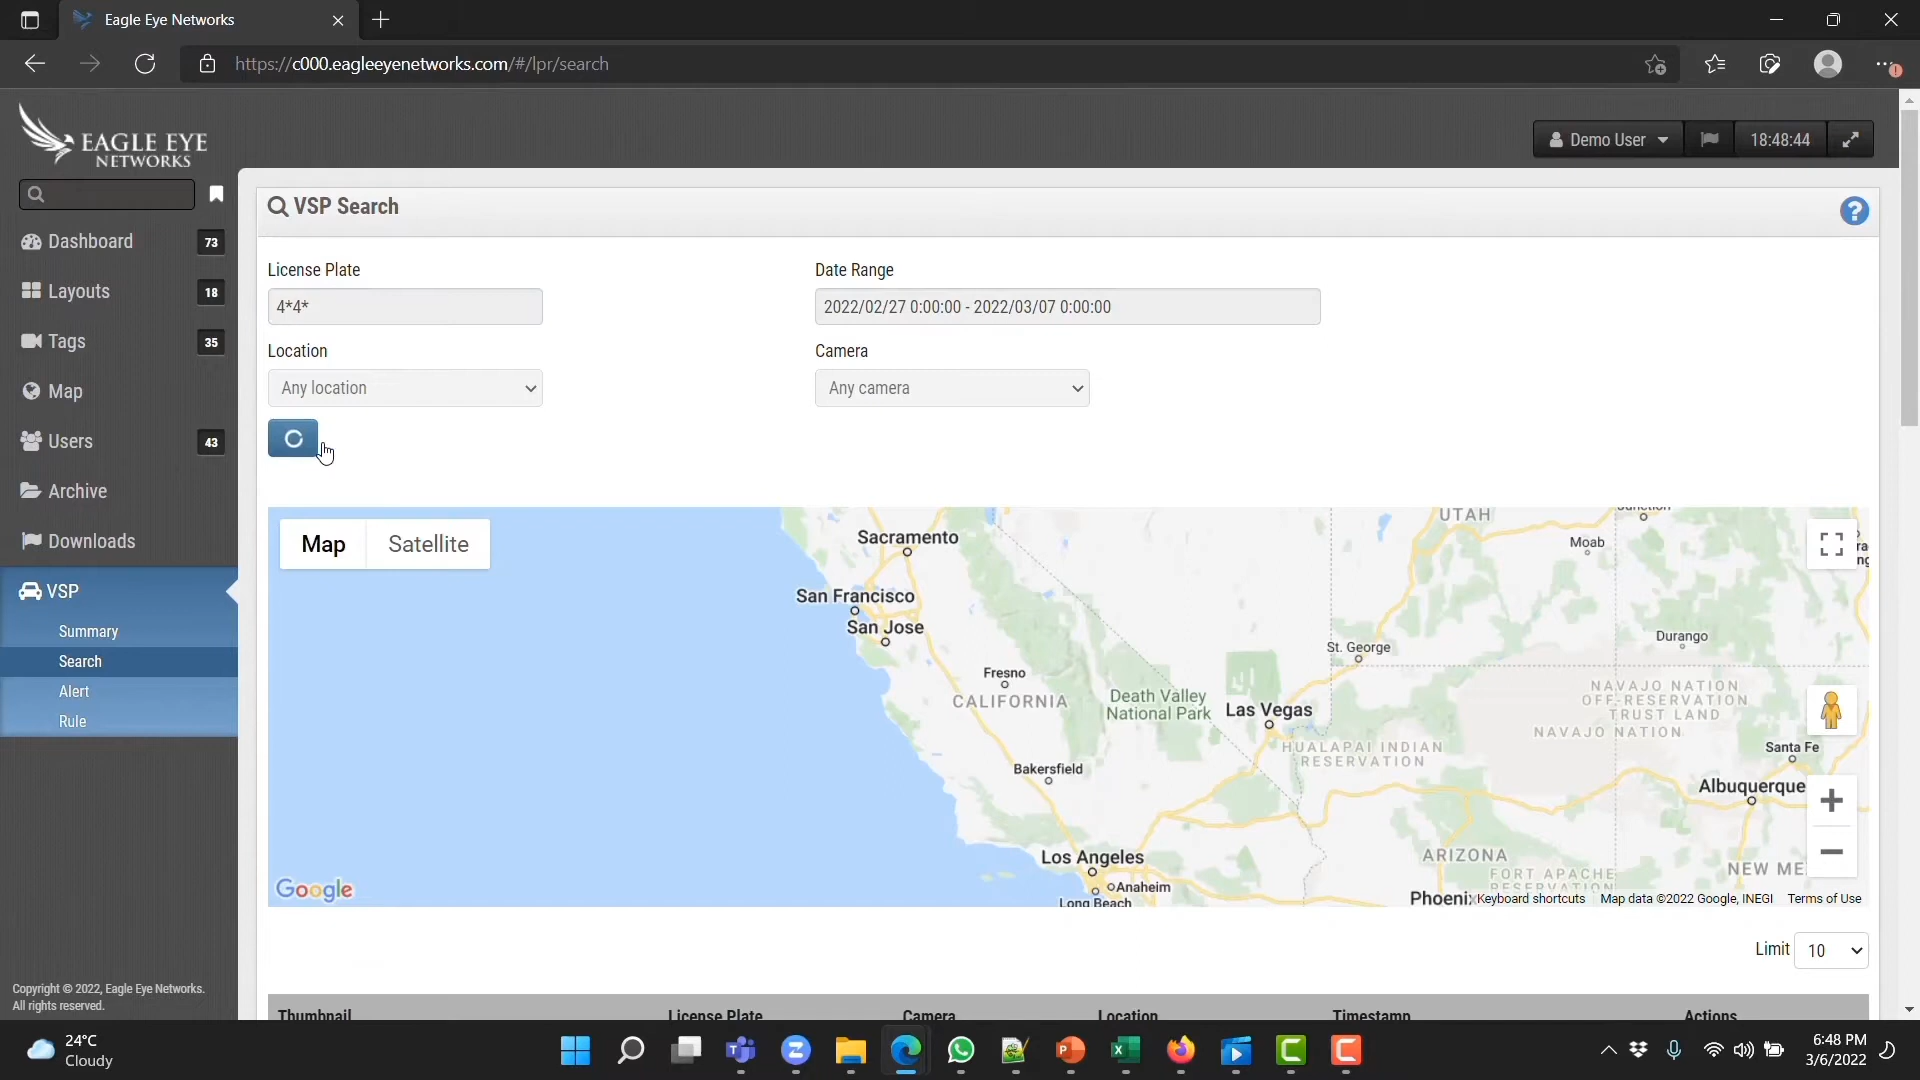 Eagle Eye Networks
https://c000.eagleeyenetworks.com/#/lpr/search
EAGLE EYE
NETWORKS
Demo User
18:48:44
Dashboard 73
Layouts 18
Tags 35
Map
Users 43
Archive
Downloads
VSP
Summary
Search
Alert
Rule
Copyright © 2022, Eagle Eye Networks.
All rights reserved.
VSP Search
?
License Plate
Date Range
4*4*
2022/02/27 0:00:00 - 2022/03/07 0:00:00
Location
Camera
Any location
Any camera
Map
Satellite
UTAH
Sacramento
Moab
San Francisco
San Jose
Durango
St. George
Fresno
CALIFORNIA
Death Valley
National Park
Las Vegas
NAVAJO NATION
OFF-RESERVATION
TRUST LAND
NAVAJO NATION
HUALAPAI INDIAN
RESERVATION
Santa Fe
Bakersfield
Albuquerque
Los Angeles
Anaheim
Long Beach
ARIZONA
FORT APACHE
RESERVATION
NEW ME
Phoenix
Google
Keyboard shortcuts
Map data ©2022 Google, INEGI
Terms of Use
Limit 10
Thumbnail
License Plate
Camera
Location
Timestamp
Actions
24°C
Cloudy
6:48 PM
3/6/2022